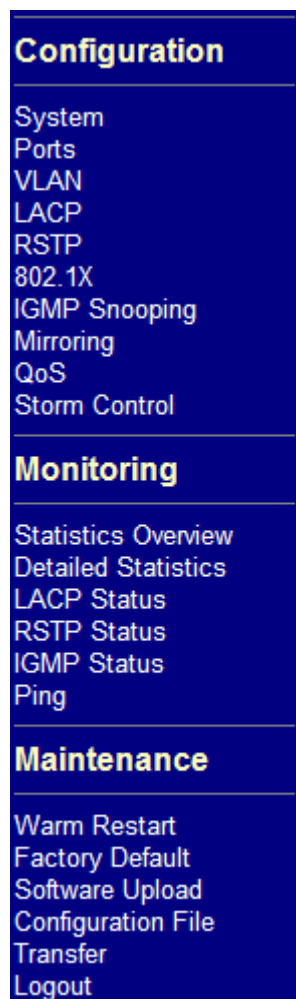 Configuration
System
Ports
VLAN
LACP
RSTP
802.1X
IGMP Snooping
Mirroring
QoS
Storm Control
Monitoring
Statistics Overview
Detailed Statistics
LACP Status
RSTP Status
IGMP Status
Ping
Maintenance
Warm Restart
Factory Default
Software Upload
Configuration File
Transfer
Logout